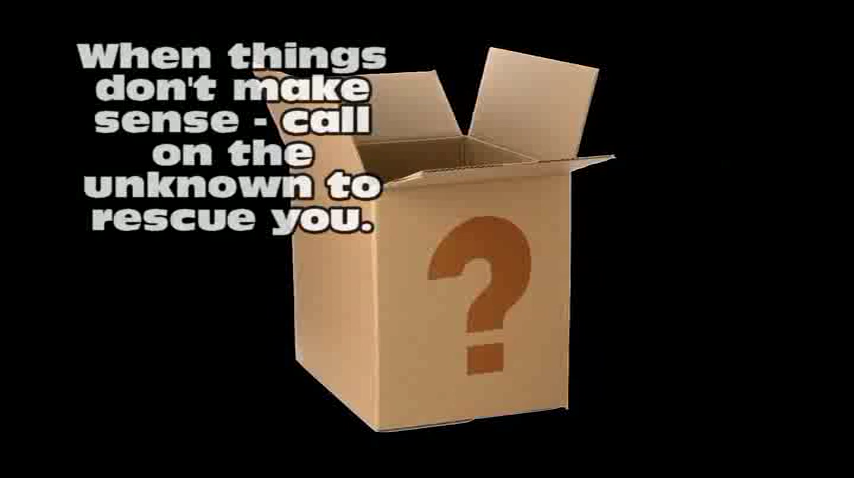 When things
don't make
sense - call
on the
unknown to
rescue you.
?